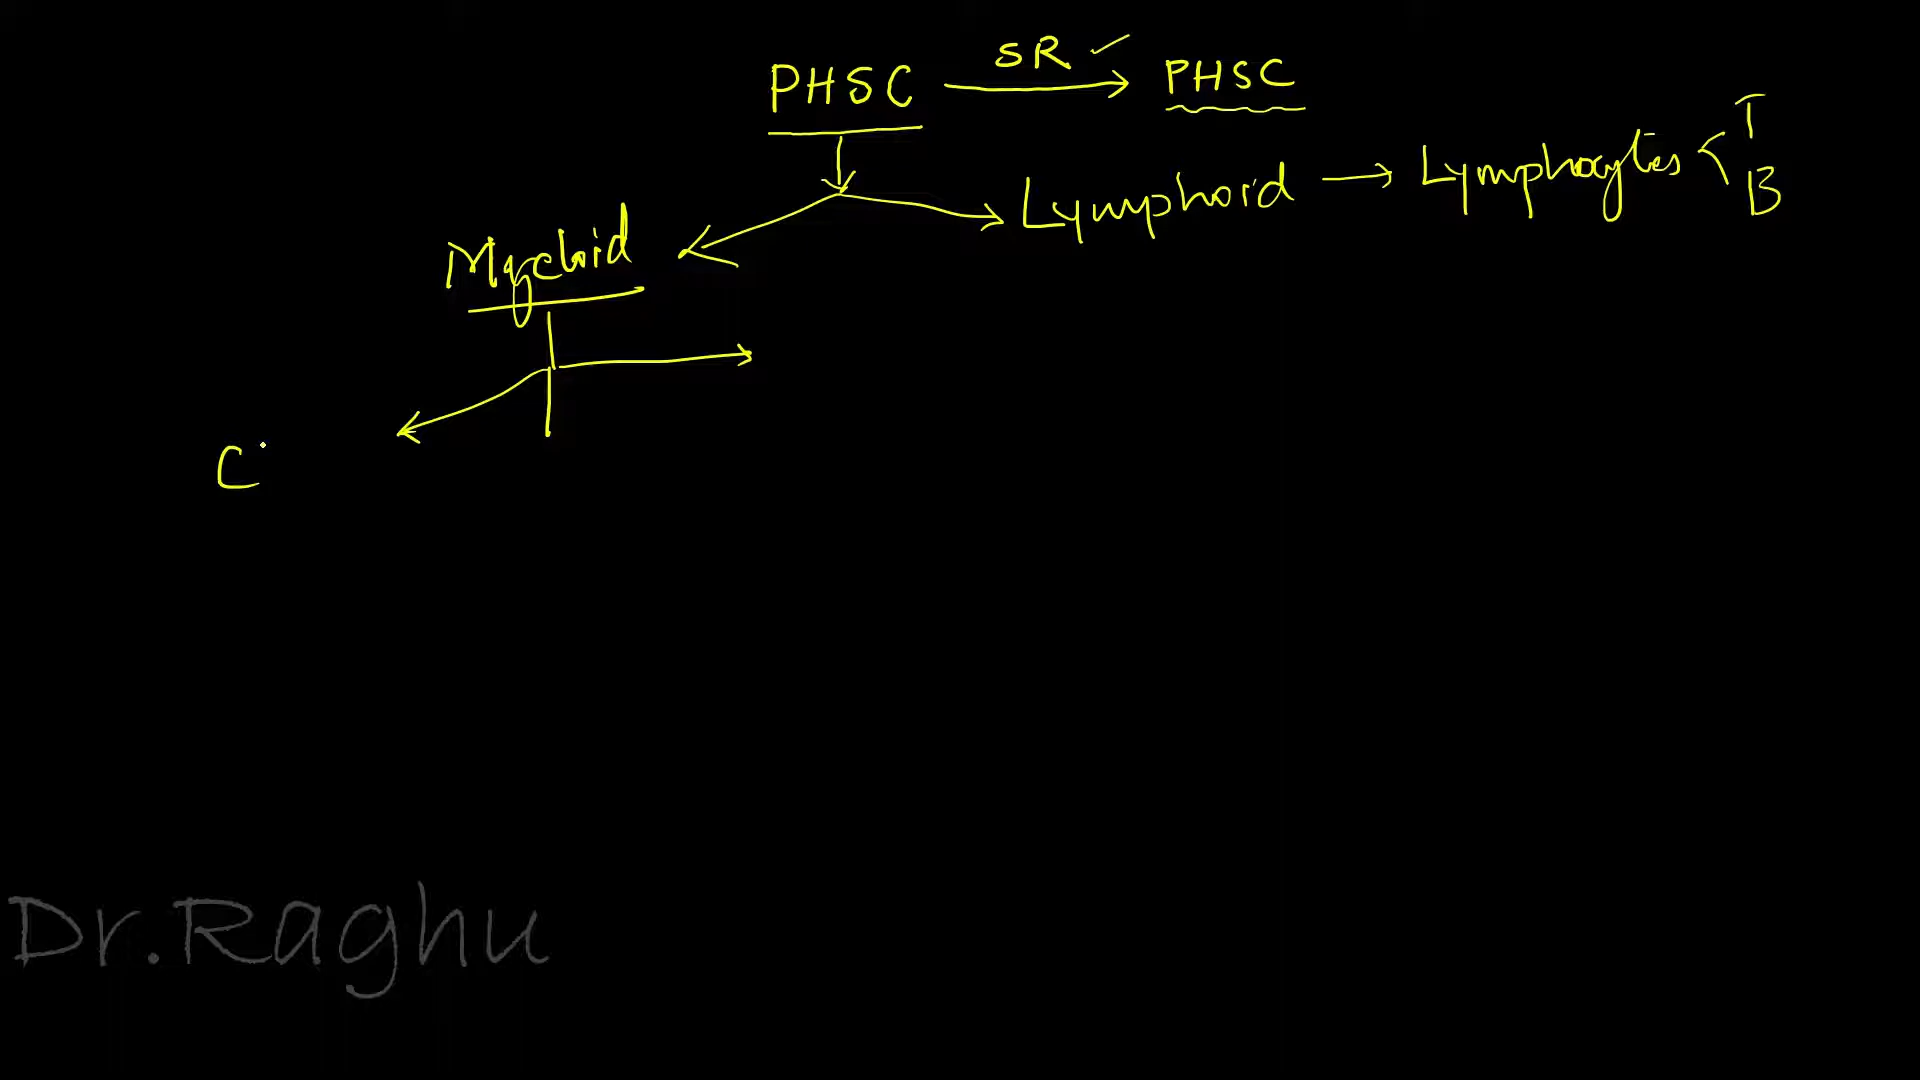 SR
PHSC → PHSC
T
Lymphoid → Lymphocytes
B
Myeloid
C
Dr.Raghu